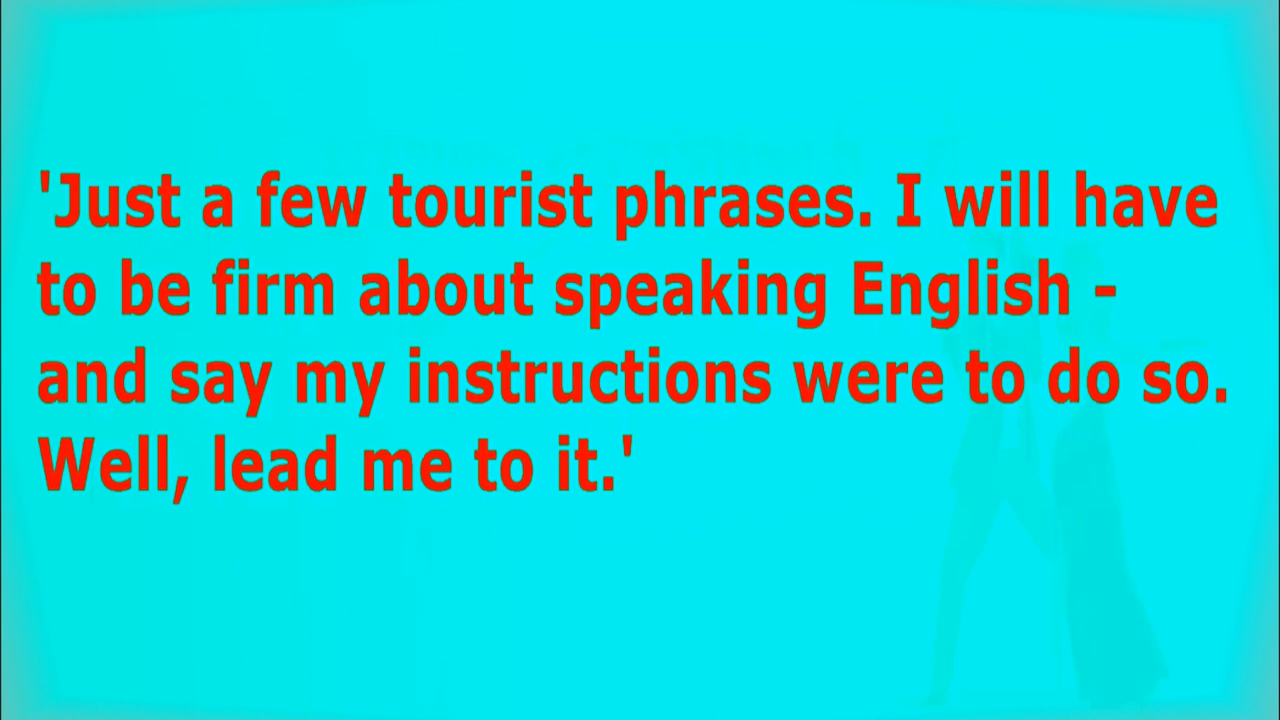 'Just a few tourist phrases. I will have
to be firm about speaking English -
and say my instructions were to do so.
Well, lead me to it.'